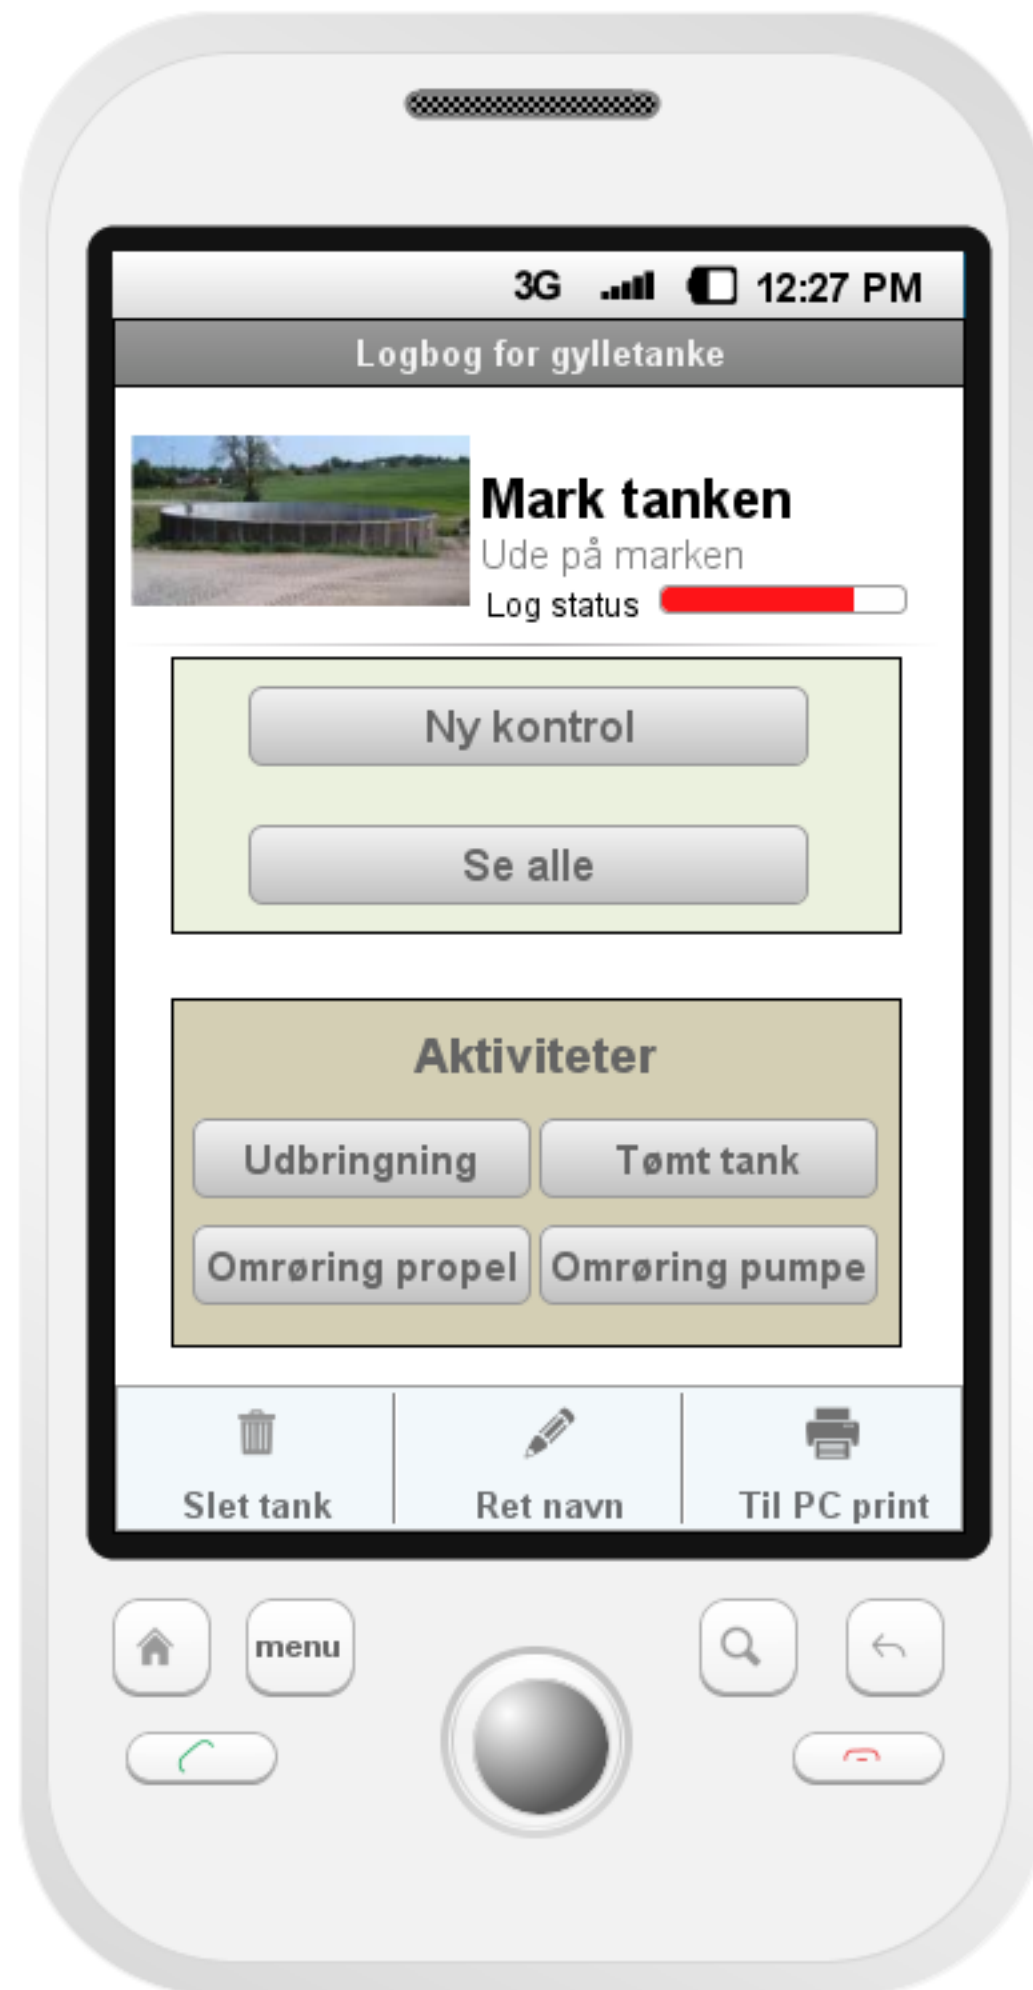 3G 12:27 PM
Logbog for gylletanke
Mark tanken
Ude på marken
Log status
Ny kontrol
Se alle
Aktiviteter
Udbringning Tømt tank
Omrøring propel Omrøring pumpe
Slet tank Ret navn Til PC print
menu